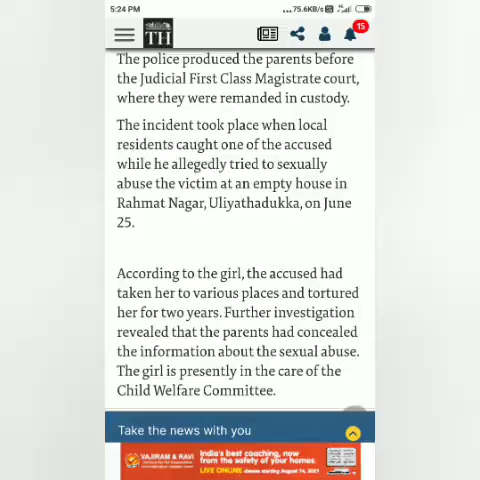 5:24 PM
75.6KB/s
TH
15
The police produced the parents before
the Judicial First Class Magistrate court,
where they were remanded in custody.
The incident took place when local
residents caught one of the accused
while he allegedly tried to sexually
abuse the victim at an empty house in
Rahmat Nagar, Uliyathadukka, on June
25.
According to the girl, the accused had
taken her to various places and tortured
her for two years. Further investigation
revealed that the parents had concealed
the information about the sexual abuse.
The girl is presently in the care of the
Child Welfare Committee.
Take the news with you
VAJIRAM & RAVI
India's best coaching, now
from the safety of your homes.
LIVE ONLINE classes starting August 14, 2021